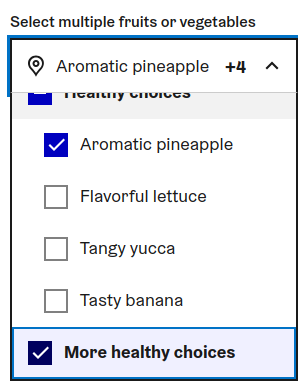 Select multiple fruits or vegetables
Aromatic pineapple +4
Healthy choices
Aromatic pineapple
Flavorful lettuce
Tangy yucca
Tasty banana
More healthy choices